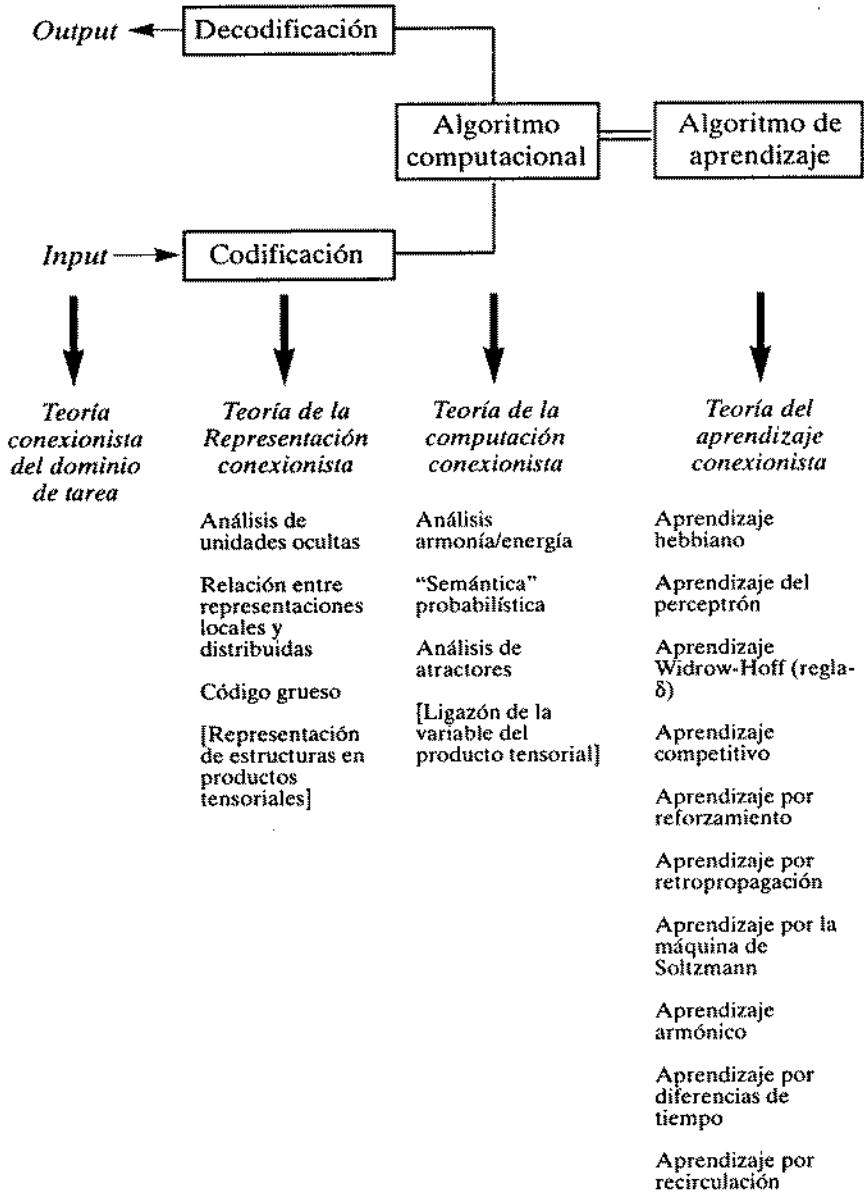 Output
Decodificación
Algoritmo
computacional
Algoritmo de
aprendizaje
Input
Codificación
Teoría
conexionista
del dominio
de tarea
Teoría de la
Representación
conexionista
Análisis de
unidades ocultas
Relación entre
representaciones
locales y
distribuidas
Código grueso
[Representación
de estructuras en
productos
tensoriales]
Teoría de la
computación
conexionista
Análisis
armonía/energía
“Semántica”
probabilística
Análisis de
atractores
[Ligazón de la
variable del
producto tensorial]
Teoría del
aprendizaje
conexionista
Aprendizaje
hebbiano
Aprendizaje del
perceptrón
Aprendizaje
Widrow-Hoff (regla-
δ)
Aprendizaje
competitivo
Aprendizaje por
reforzamiento
Aprendizaje por
retropropagación
Aprendizaje por la
máquina de
Soltzmann
Aprendizaje
armónico
Aprendizaje por
diferencias de
tiempo
Aprendizaje por
recirculación